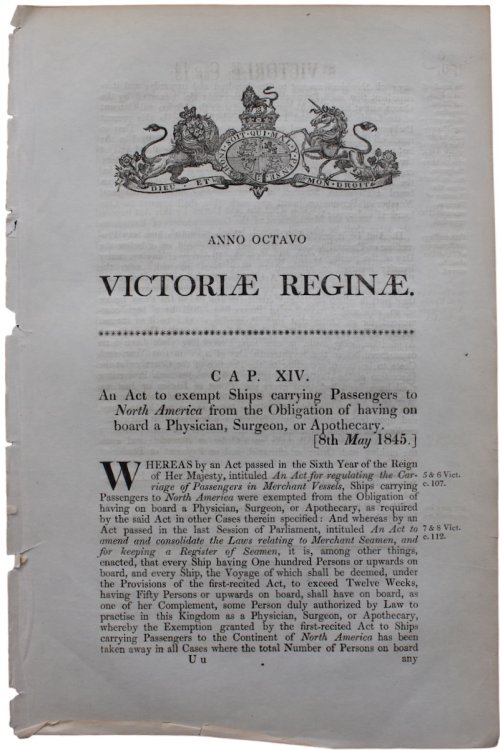 HONI·SOIT·QUI·MAL·Y·PENSE
DIEU·ET·MON·DROIT
ANNO OCTAVO
VICTORIÆ REGINÆ.
CAP. XIV.
An Act to exempt Ships carrying Passengers to
North America from the Obligation of having on
board a Physician, Surgeon, or Apothecary.
[8th May 1845.]
WHEREAS by an Act passed in the Sixth Year of the Reign
of Her Majesty, intituled An Act for regulating the Car-
riage of Passengers in Merchant Vessels, Ships carrying
Passengers to North America were exempted from the Obligation of
having on board a Physician, Surgeon, or Apothecary, as required
by the said Act in other Cases therein specified: And whereas by an
Act passed in the last Session of Parliament, intituled An Act to
amend and consolidate the Laws relating to Merchant Seamen, and
for keeping a Register of Seamen, it is, among other things,
enacted, that every Ship having One hundred Persons or upwards on
board, and every Ship, the Voyage of which shall be deemed, under
the Provisions of the first-recited Act, to exceed Twelve Weeks,
having Fifty Persons or upwards on board, shall have on board, as
one of her Complement, some Person duly authorized by Law to
practise in this Kingdom as a Physician, Surgeon, or Apothecary,
whereby the Exemption granted by the first-recited Act to Ships
carrying Passengers to the Continent of North America has been
taken away in all Cases where the total Number of Persons on board
Uu any
5 & 6 Vict.
c. 107.
7 & 8 Vict.
c. 112.